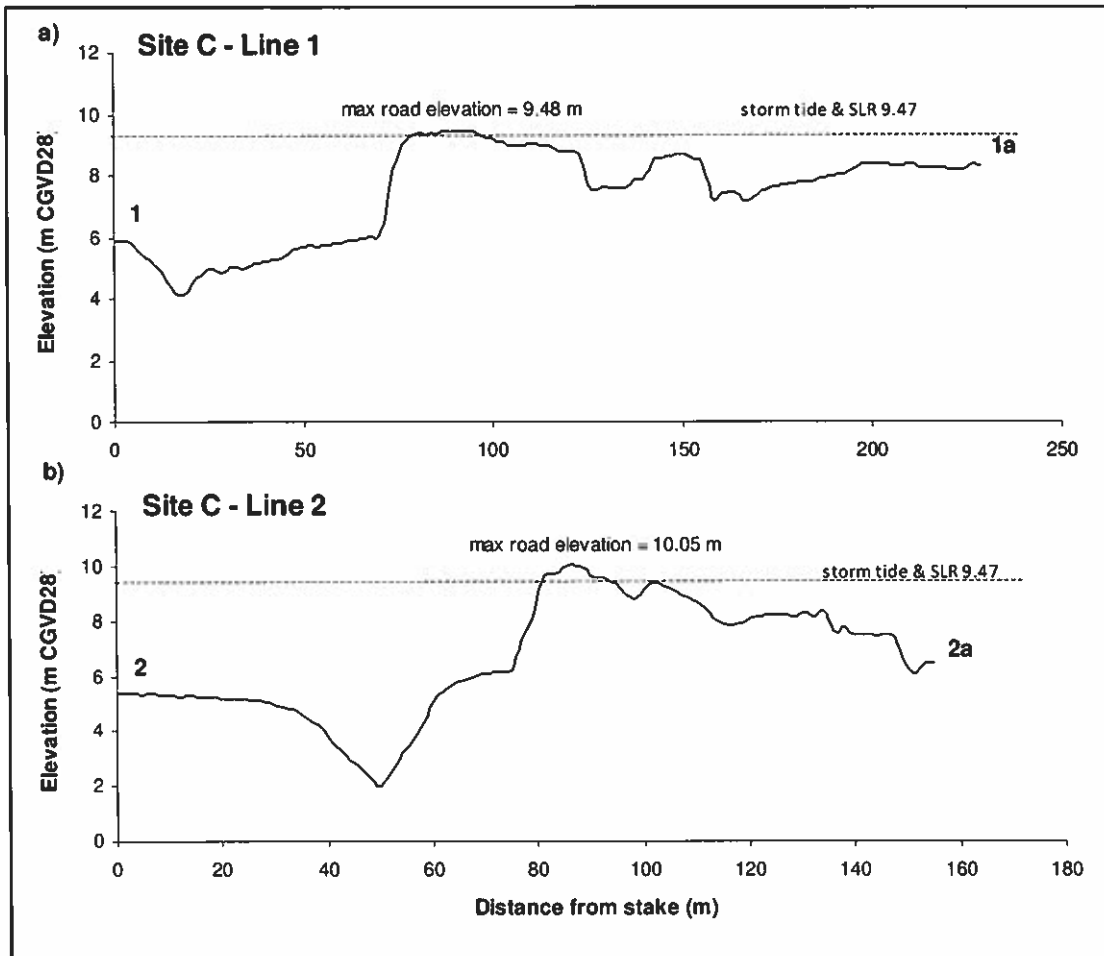 a)
Site C - Line 1
12
10
8
6
4
2
0
Elevation (m CGVD28)
max road elevation = 9.48 m
storm tide & SLR 9.47
1
1a
0
50
100
150
200
250
b)
Site C - Line 2
12
10
8
6
4
2
0
Elevation (m CGVD28)
max road elevation = 10.05 m
storm tide & SLR 9.47
2
2a
0
20
40
60
80
100
120
140
160
180
Distance from stake (m)